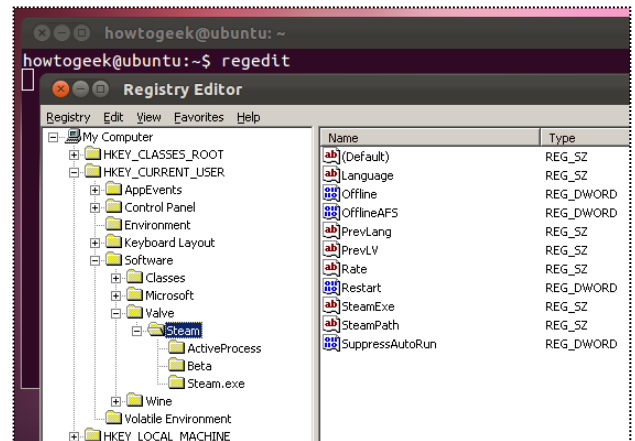 howtogeek@ubuntu: ~
howtogeek@ubuntu:~$ regedit
Registry Editor
Registry Edit View Favorites Help
My Computer
HKEY_CLASSES_ROOT
HKEY_CURRENT_USER
AppEvents
Control Panel
Environment
Keyboard Layout
Software
Classes
Microsoft
Valve
Steam
ActiveProcess
Beta
Steam.exe
Wine
Volatile Environment
HKEY_LOCAL_MACHINE
Name Type
(Default) REG_SZ
Language REG_SZ
Offline REG_DWORD
OfflineAFS REG_DWORD
PrevLang REG_SZ
PrevLV REG_SZ
Rate REG_SZ
Restart REG_DWORD
SteamExe REG_SZ
SteamPath REG_SZ
SuppressAutoRun REG_DWORD